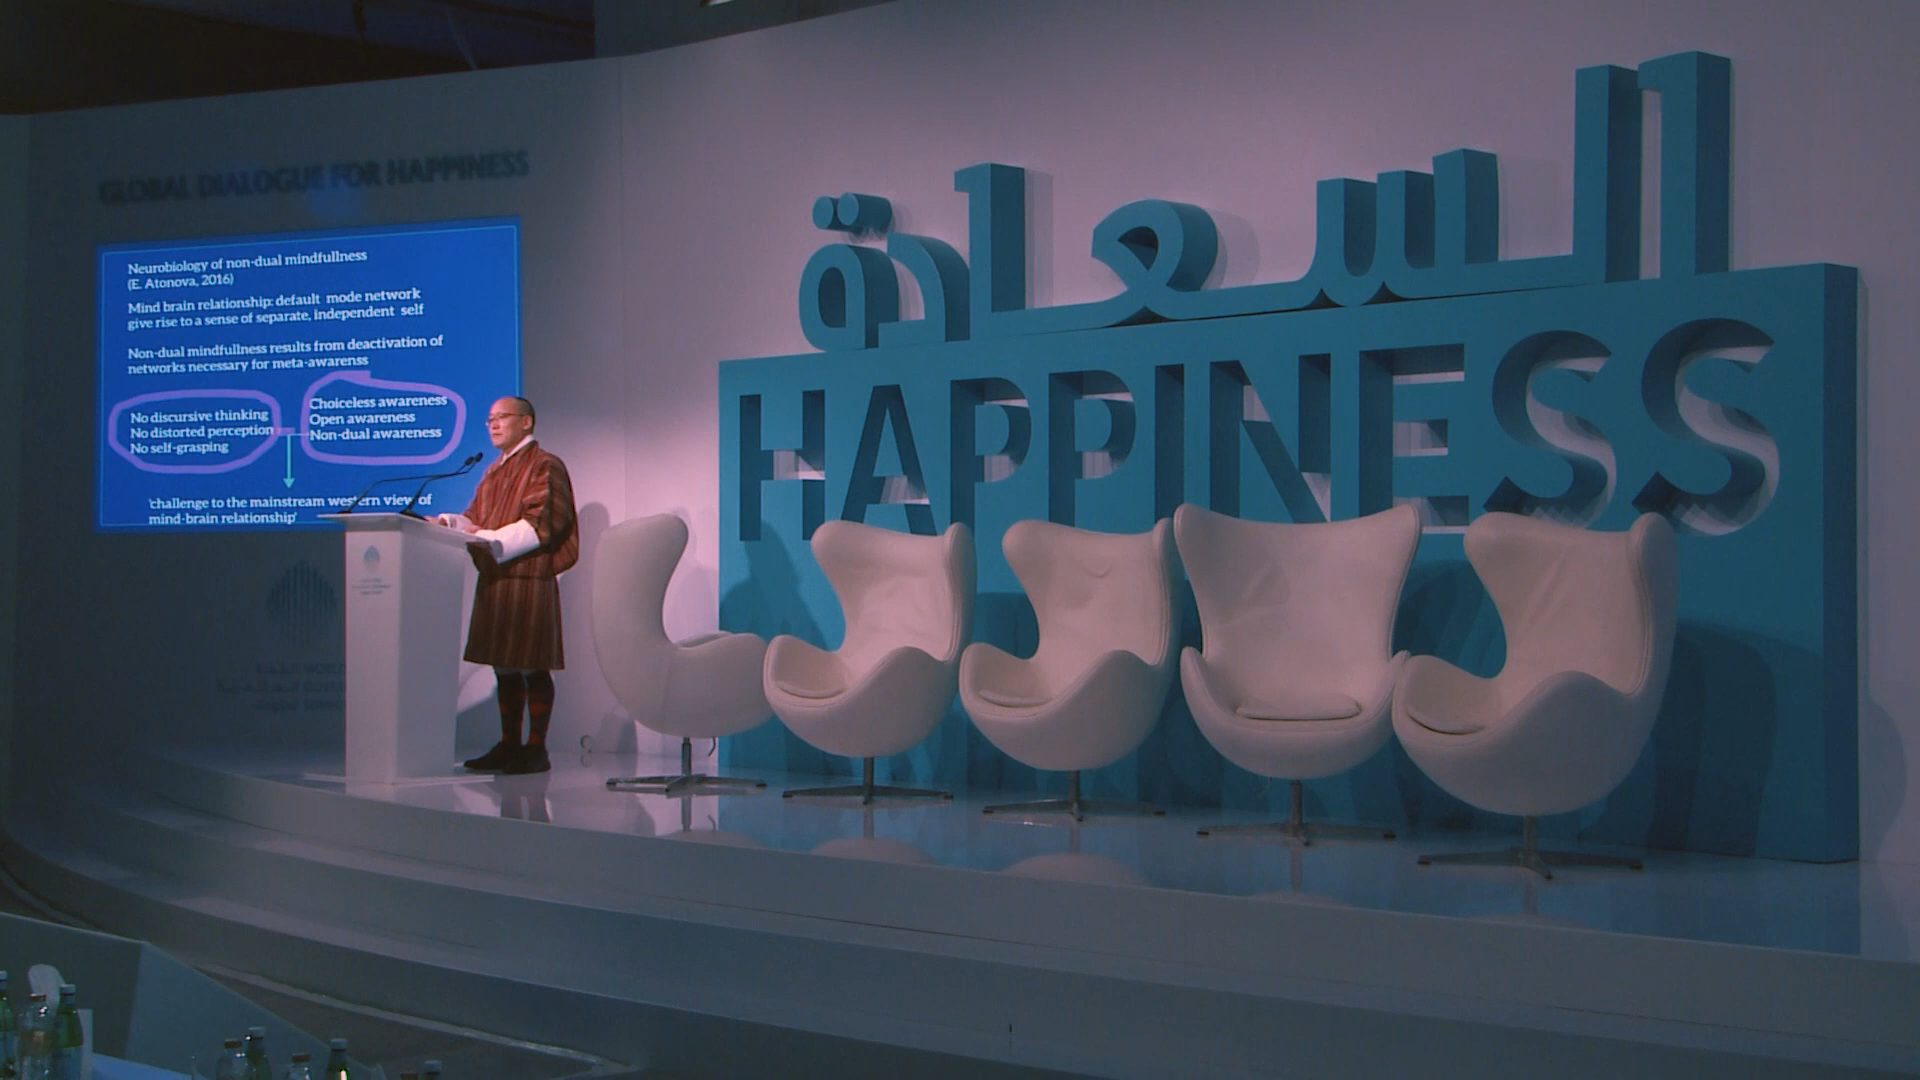 GLOBAL DIALOGUE FOR HAPPINESS
Neurobiology of non-dual mindfullness
(E. Atonova, 2016)
Mind brain relationship: default mode network
give rise to a sense of separate, independent self
Non-dual mindfullness results from deactivation of
networks necessary for meta-awarenss
No discursive thinking
No distorted perception
No self-grasping
Choiceless awareness
Open awareness
Non-dual awareness
'challenge to the mainstream western view of
mind-brain relationship'
السعادة
HAPPINESS
WORLD